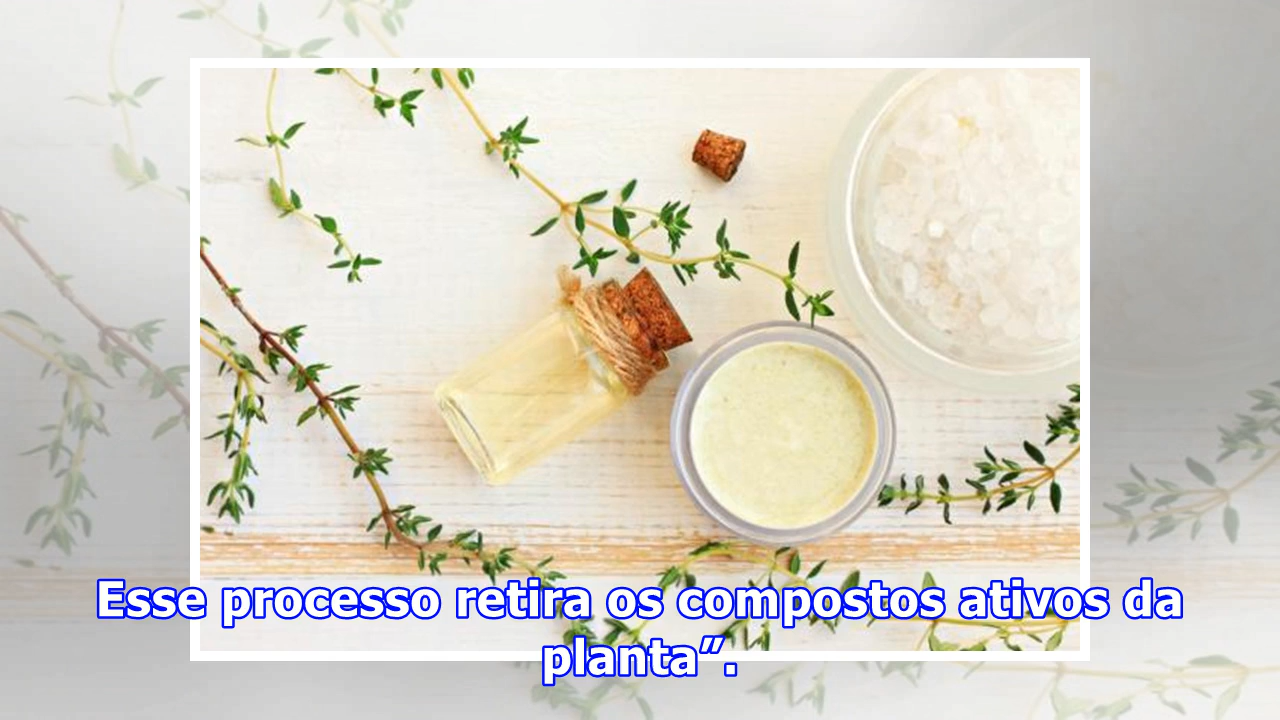 Esse processo retira os compostos ativos da
planta”.